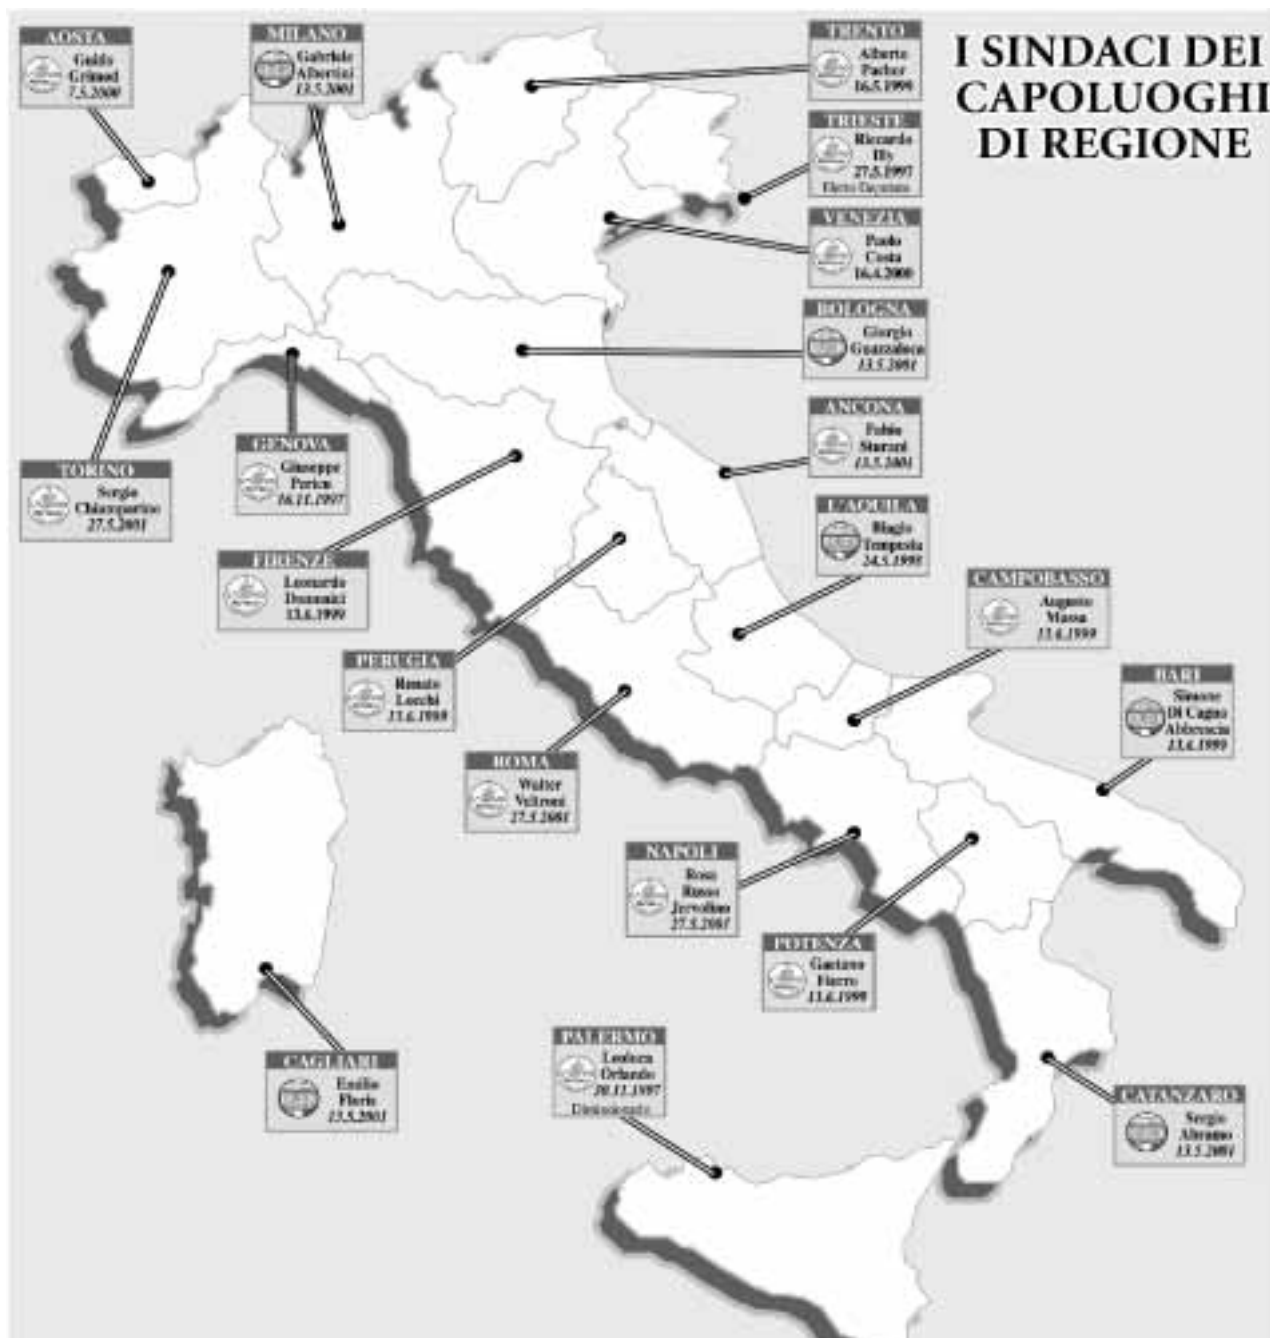 I SINDACI DEI
CAPOLUOGHI
DI REGIONE
AOSTA
Guido
Grimod
7.5.2000
MILANO
Gabriele
Albertini
13.5.2001
TRENTO
Alberto
Pacher
16.5.1999
TRIESTE
Riccardo
Illy
27.5.1997
Eletto Deputato
VENEZIA
Paolo
Costa
16.4.2000
BOLOGNA
Giorgio
Guazzaloca
13.5.2001
ANCONA
Fabio
Sturani
13.5.2001
GENOVA
Giuseppe
Pericu
16.11.1997
TORINO
Sergio
Chiamparino
27.5.2001
L'AQUILA
Biagio
Tempesta
24.5.1998
FIRENZE
Leonardo
Domenici
13.6.1999
CAMPOBASSO
Augusto
Massa
13.6.1999
PERUGIA
Renato
Locchi
13.6.1999
BARI
Simone
Di Cagno
Abbrescia
13.6.1999
ROMA
Walter
Veltroni
27.5.2001
NAPOLI
Rosa
Russo
Jervolino
27.5.2001
POTENZA
Gaetano
Fierro
13.6.1999
PALERMO
Leoluca
Orlando
30.11.1997
Dimissionario
CAGLIARI
Emilio
Floris
13.5.2001
CATANZARO
Sergio
Abramo
13.5.2001